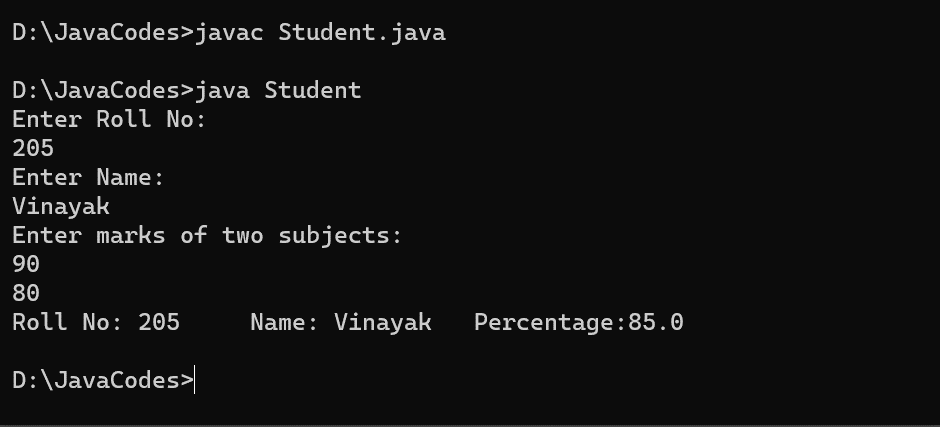 D:\JavaCodes>javac Student.java
D:\JavaCodes>java Student
Enter Roll No:
205
Enter Name:
Vinayak
Enter marks of two subjects:
90
80
Roll No: 205     Name: Vinayak   Percentage:85.0
D:\JavaCodes>